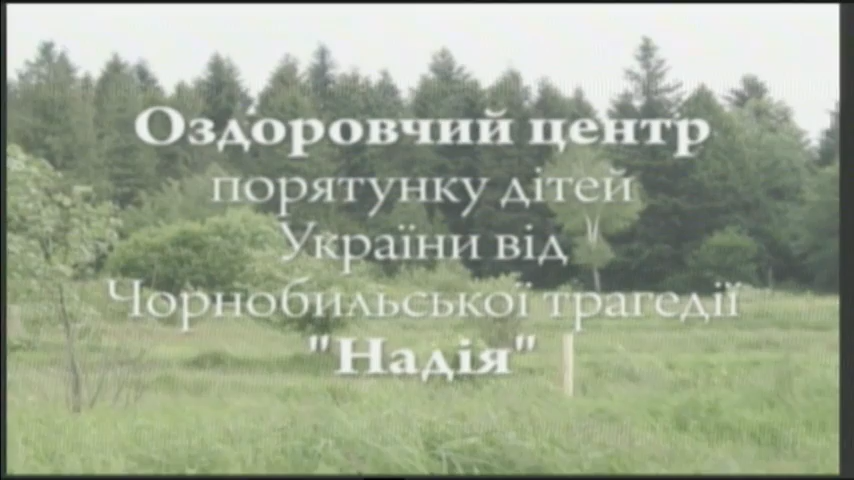 Оздоровчий центр
порятунку дітей
України від
Чорнобильської трагедії
"Надія"